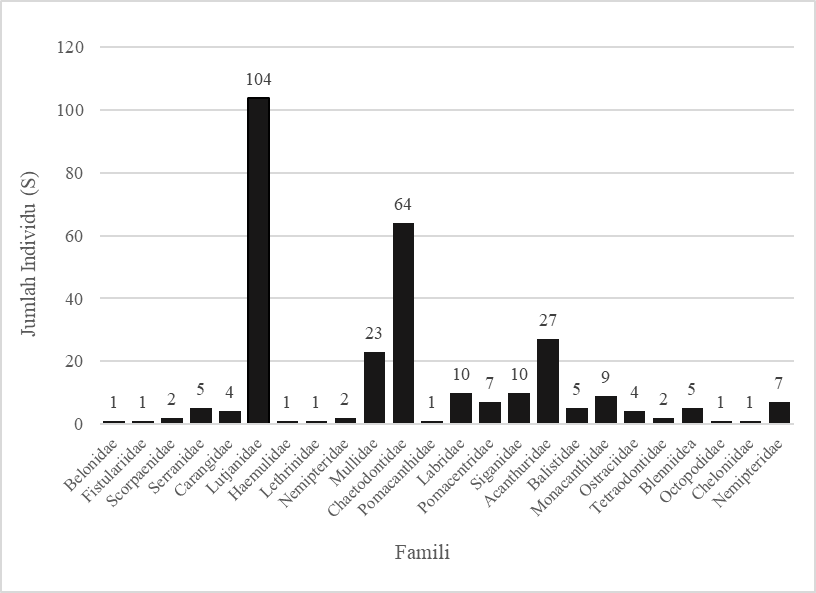 120
100
80
60
40
20
0
Jumlah Individu (S)
1
1
2
5
4
104
1
1
2
23
64
1
10
7
10
27
5
9
4
2
5
1
1
7
Belonidae
Fistulariidae
Scorpaenidae
Serranidae
Carangidae
Lutjanidae
Haemulidae
Lethrinidae
Nemipteridae
Mullidae
Chaetodontidae
Pomacanthidae
Labridae
Pomacentridae
Siganidae
Acanthuridae
Balistidae
Monacanthidae
Ostraciidae
Tetraodontidae
Blenniidea
Octopodidae
Cheloniidae
Nemipteridae
Famili